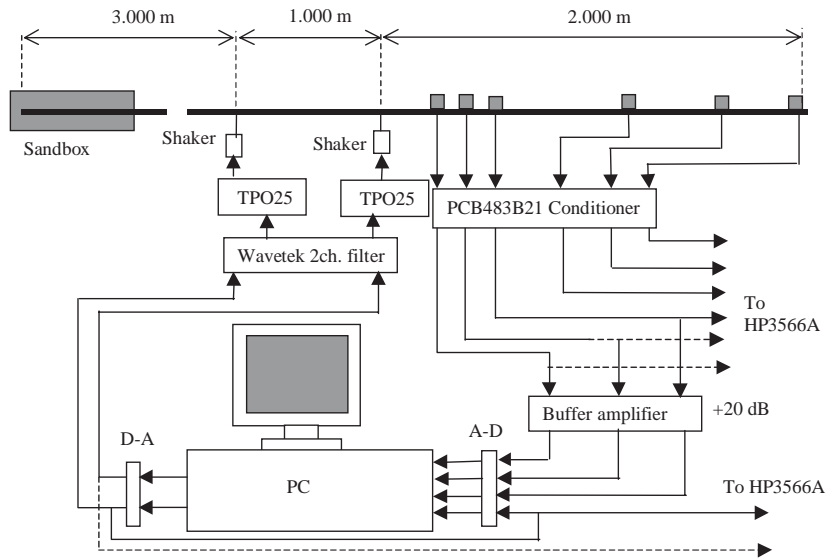 3.000 m
1.000 m
2.000 m
Sandbox
Shaker
Shaker
TPO25
TPO25
PCB483B21 Conditioner
Wavetek 2ch. filter
To
HP3566A
Buffer amplifier
+20 dB
D-A
A-D
PC
To HP3566A